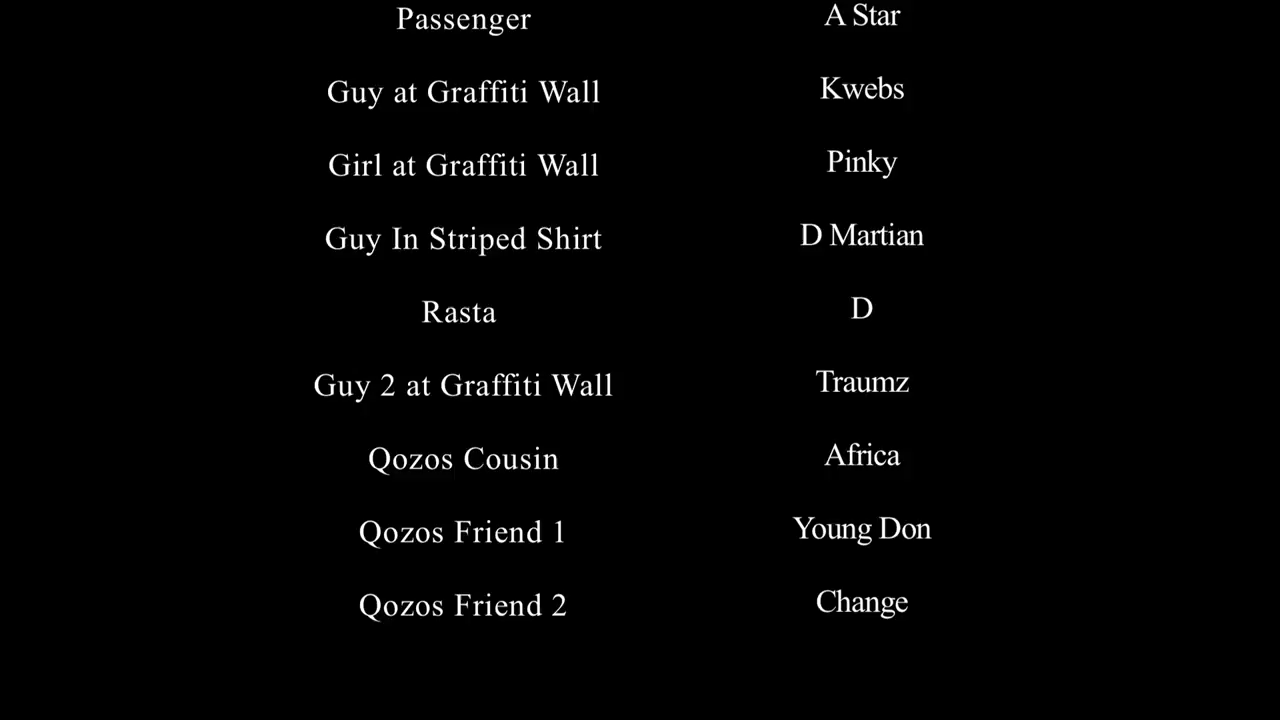 Passenger A Star
Guy at Graffiti Wall Kwebs
Girl at Graffiti Wall Pinky
Guy In Striped Shirt D Martian
Rasta D
Guy 2 at Graffiti Wall Traumz
Qozos Cousin Africa
Qozos Friend 1 Young Don
Qozos Friend 2 Change